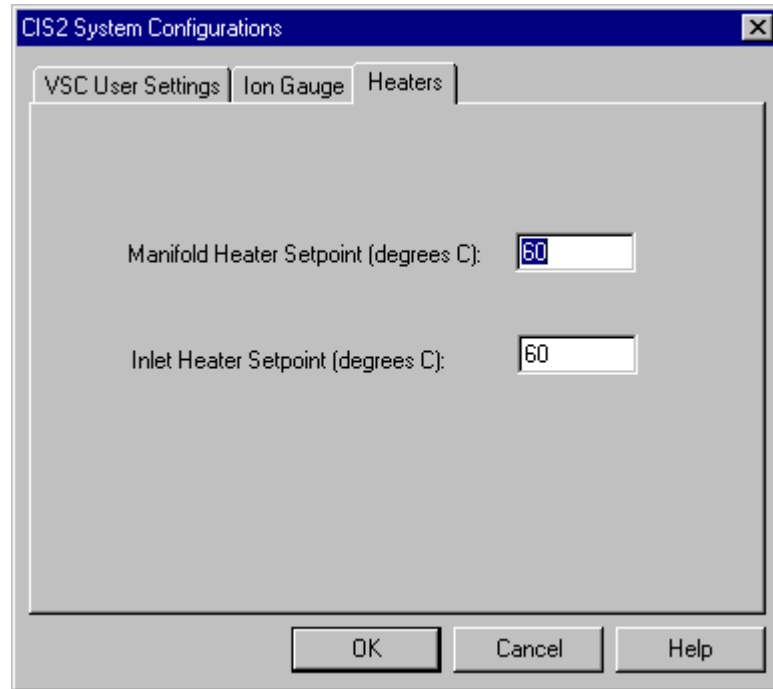 CIS2 System Configurations
VSC User Settings Ion Gauge Heaters
Manifold Heater Setpoint (degrees C): 60
Inlet Heater Setpoint (degrees C): 60
OK Cancel Help